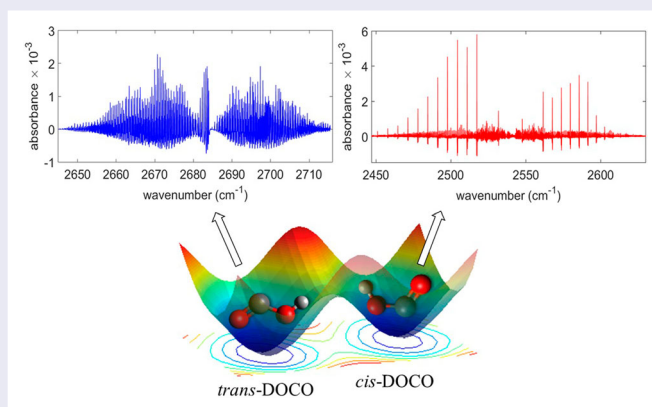 absorbance × 10⁻³
3
2
1
0
-1
2650 2660 2670 2680 2690 2700 2710
wavenumber (cm⁻¹)
absorbance × 10⁻³
6
4
2
0
2450 2500 2550 2600
wavenumber (cm⁻¹)
trans-DOCO
cis-DOCO